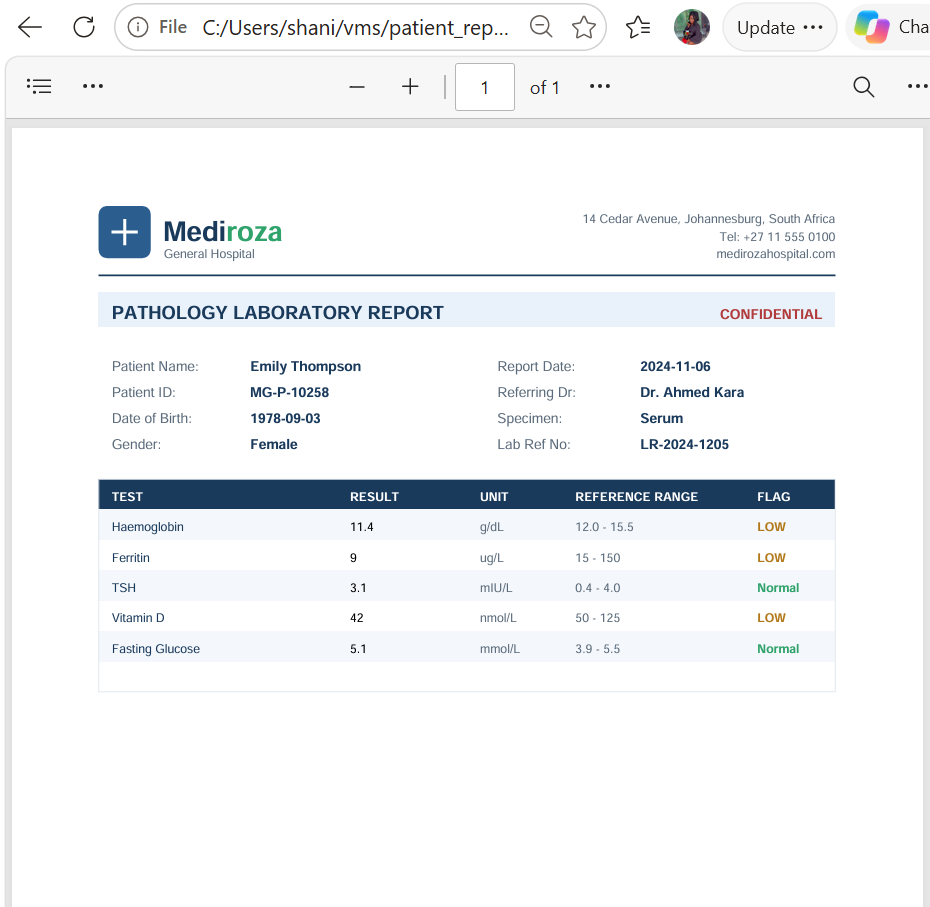 File C:/Users/shani/vms/patient_rep... Update
1 of 1
Mediroza
General Hospital
14 Cedar Avenue, Johannesburg, South Africa
Tel: +27 11 555 0100
medirozahospital.com
PATHOLOGY LABORATORY REPORT CONFIDENTIAL
Patient Name: Emily Thompson Report Date: 2024-11-06
Patient ID: MG-P-10258 Referring Dr: Dr. Ahmed Kara
Date of Birth: 1978-09-03 Specimen: Serum
Gender: Female Lab Ref No: LR-2024-1205
TEST RESULT UNIT REFERENCE RANGE FLAG
Haemoglobin 11.4 g/dL 12.0 - 15.5 LOW
Ferritin 9 ug/L 15 - 150 LOW
TSH 3.1 mIU/L 0.4 - 4.0 Normal
Vitamin D 42 nmol/L 50 - 125 LOW
Fasting Glucose 5.1 mmol/L 3.9 - 5.5 Normal